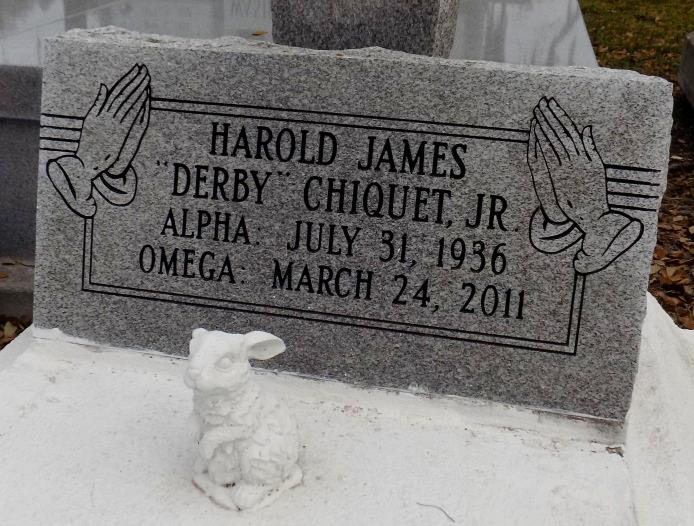 HAROLD JAMES
"DERBY" CHIQUET, JR.
ALPHA: JULY 31, 1936
OMEGA: MARCH 24, 2011